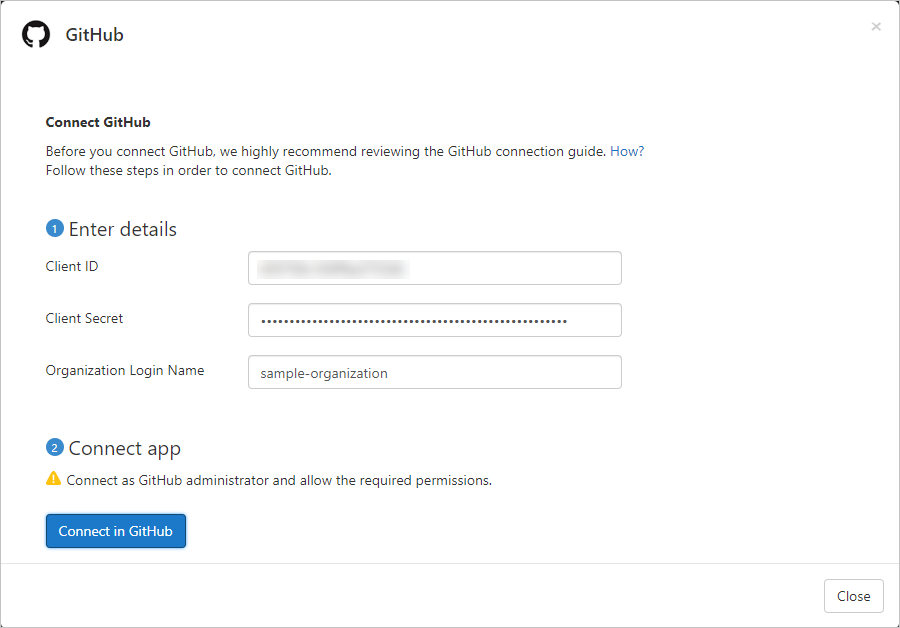 GitHub
×
Connect GitHub
Before you connect GitHub, we highly recommend reviewing the GitHub connection guide. How?
Follow these steps in order to connect GitHub.
1 Enter details
Client ID
Client Secret
••••••••••••••••••••••••••••••••••••••••••••••••••••••
Organization Login Name
sample-organization
2 Connect app
Connect as GitHub administrator and allow the required permissions.
Connect in GitHub
Close